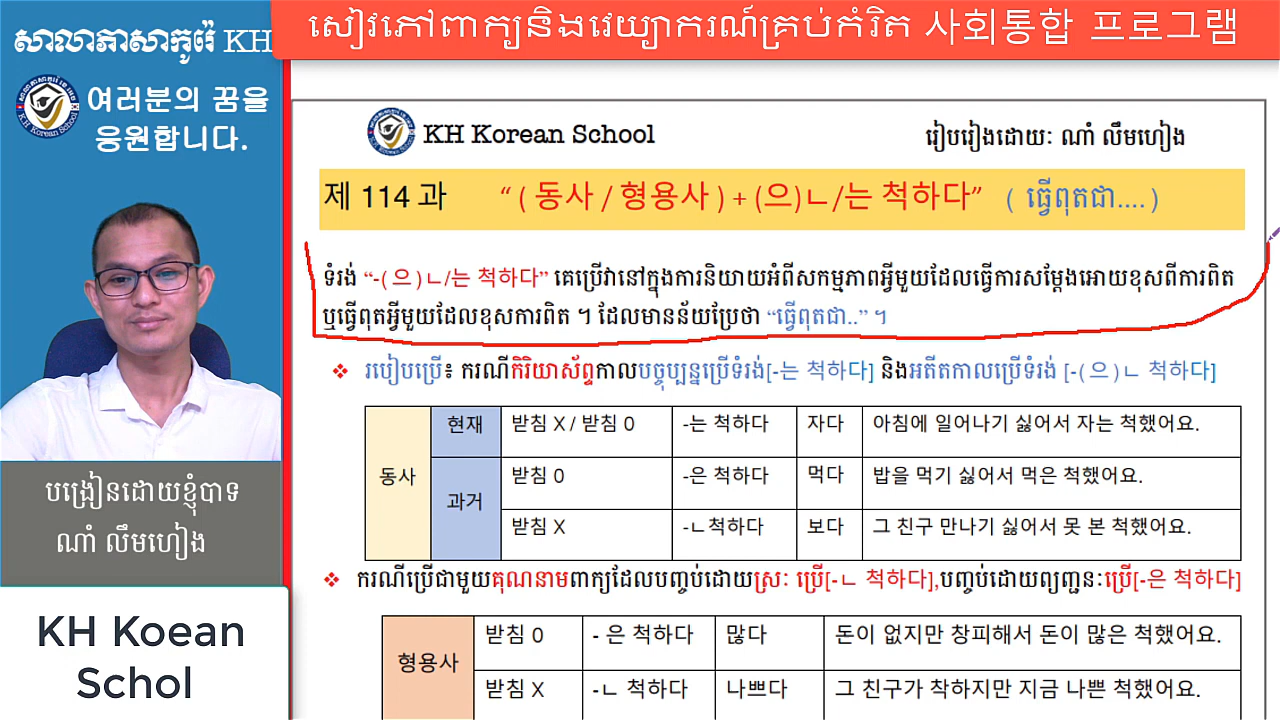 សាលាភាសាកូរ៉េ KH
여러분의 꿈을
응원합니다.
បង្រៀនដោយខ្ញុំបាទ
ណាំ លឹមហៀង
KH Koean
Schol
សៀវភៅពាក្យនិងវេយ្យាករណ៍គ្រប់កំរិត 사회통합 프로그램
KH Korean School
រៀបរៀងដោយ: ណាំ លឹមហៀង
제 114 과 “ ( 동사 / 형용사 ) + (으)ㄴ/는 척하다” ( ធ្វើពុតជា.... )
ទំរង់ “-(으)ㄴ/는 척하다” គេប្រើវានៅក្នុងការនិយាយអំពីសកម្មភាពអ្វីមួយដែលធ្វើការសម្តែងអោយខុសពីការពិត
ឬធ្វើពុតអ្វីមួយដែលខុសការពិត ។ ដែលមានន័យប្រែថា “ធ្វើពុតជា..” ។
❖ របៀបប្រើ៖ ករណីកិរិយាស័ព្ទកាលបច្ចុប្បន្នប្រើទំរង់[-는 척하다] និងអតីតកាលប្រើទំរង់ [-(으)ㄴ 척하다]
동사 현재 받침 X / 받침 0 -는 척하다 자다 아침에 일어나기 싫어서 자는 척했어요.
과거 받침 0 -은 척하다 먹다 밥을 먹기 싫어서 먹은 척했어요.
받침 X -ㄴ척하다 보다 그 친구 만나기 싫어서 못 본 척했어요.
❖ ករណីប្រើជាមួយគុណនាមពាក្យដែលបញ្ចប់ដោយស្រៈ ប្រើ[-ㄴ 척하다],បញ្ចប់ដោយព្យញ្ជនៈប្រើ[-은 척하다]
형용사 받침 0 - 은 척하다 많다 돈이 없지만 창피해서 돈이 많은 척했어요.
받침 X -ㄴ 척하다 나쁘다 그 친구가 착하지만 지금 나쁜 척했어요.